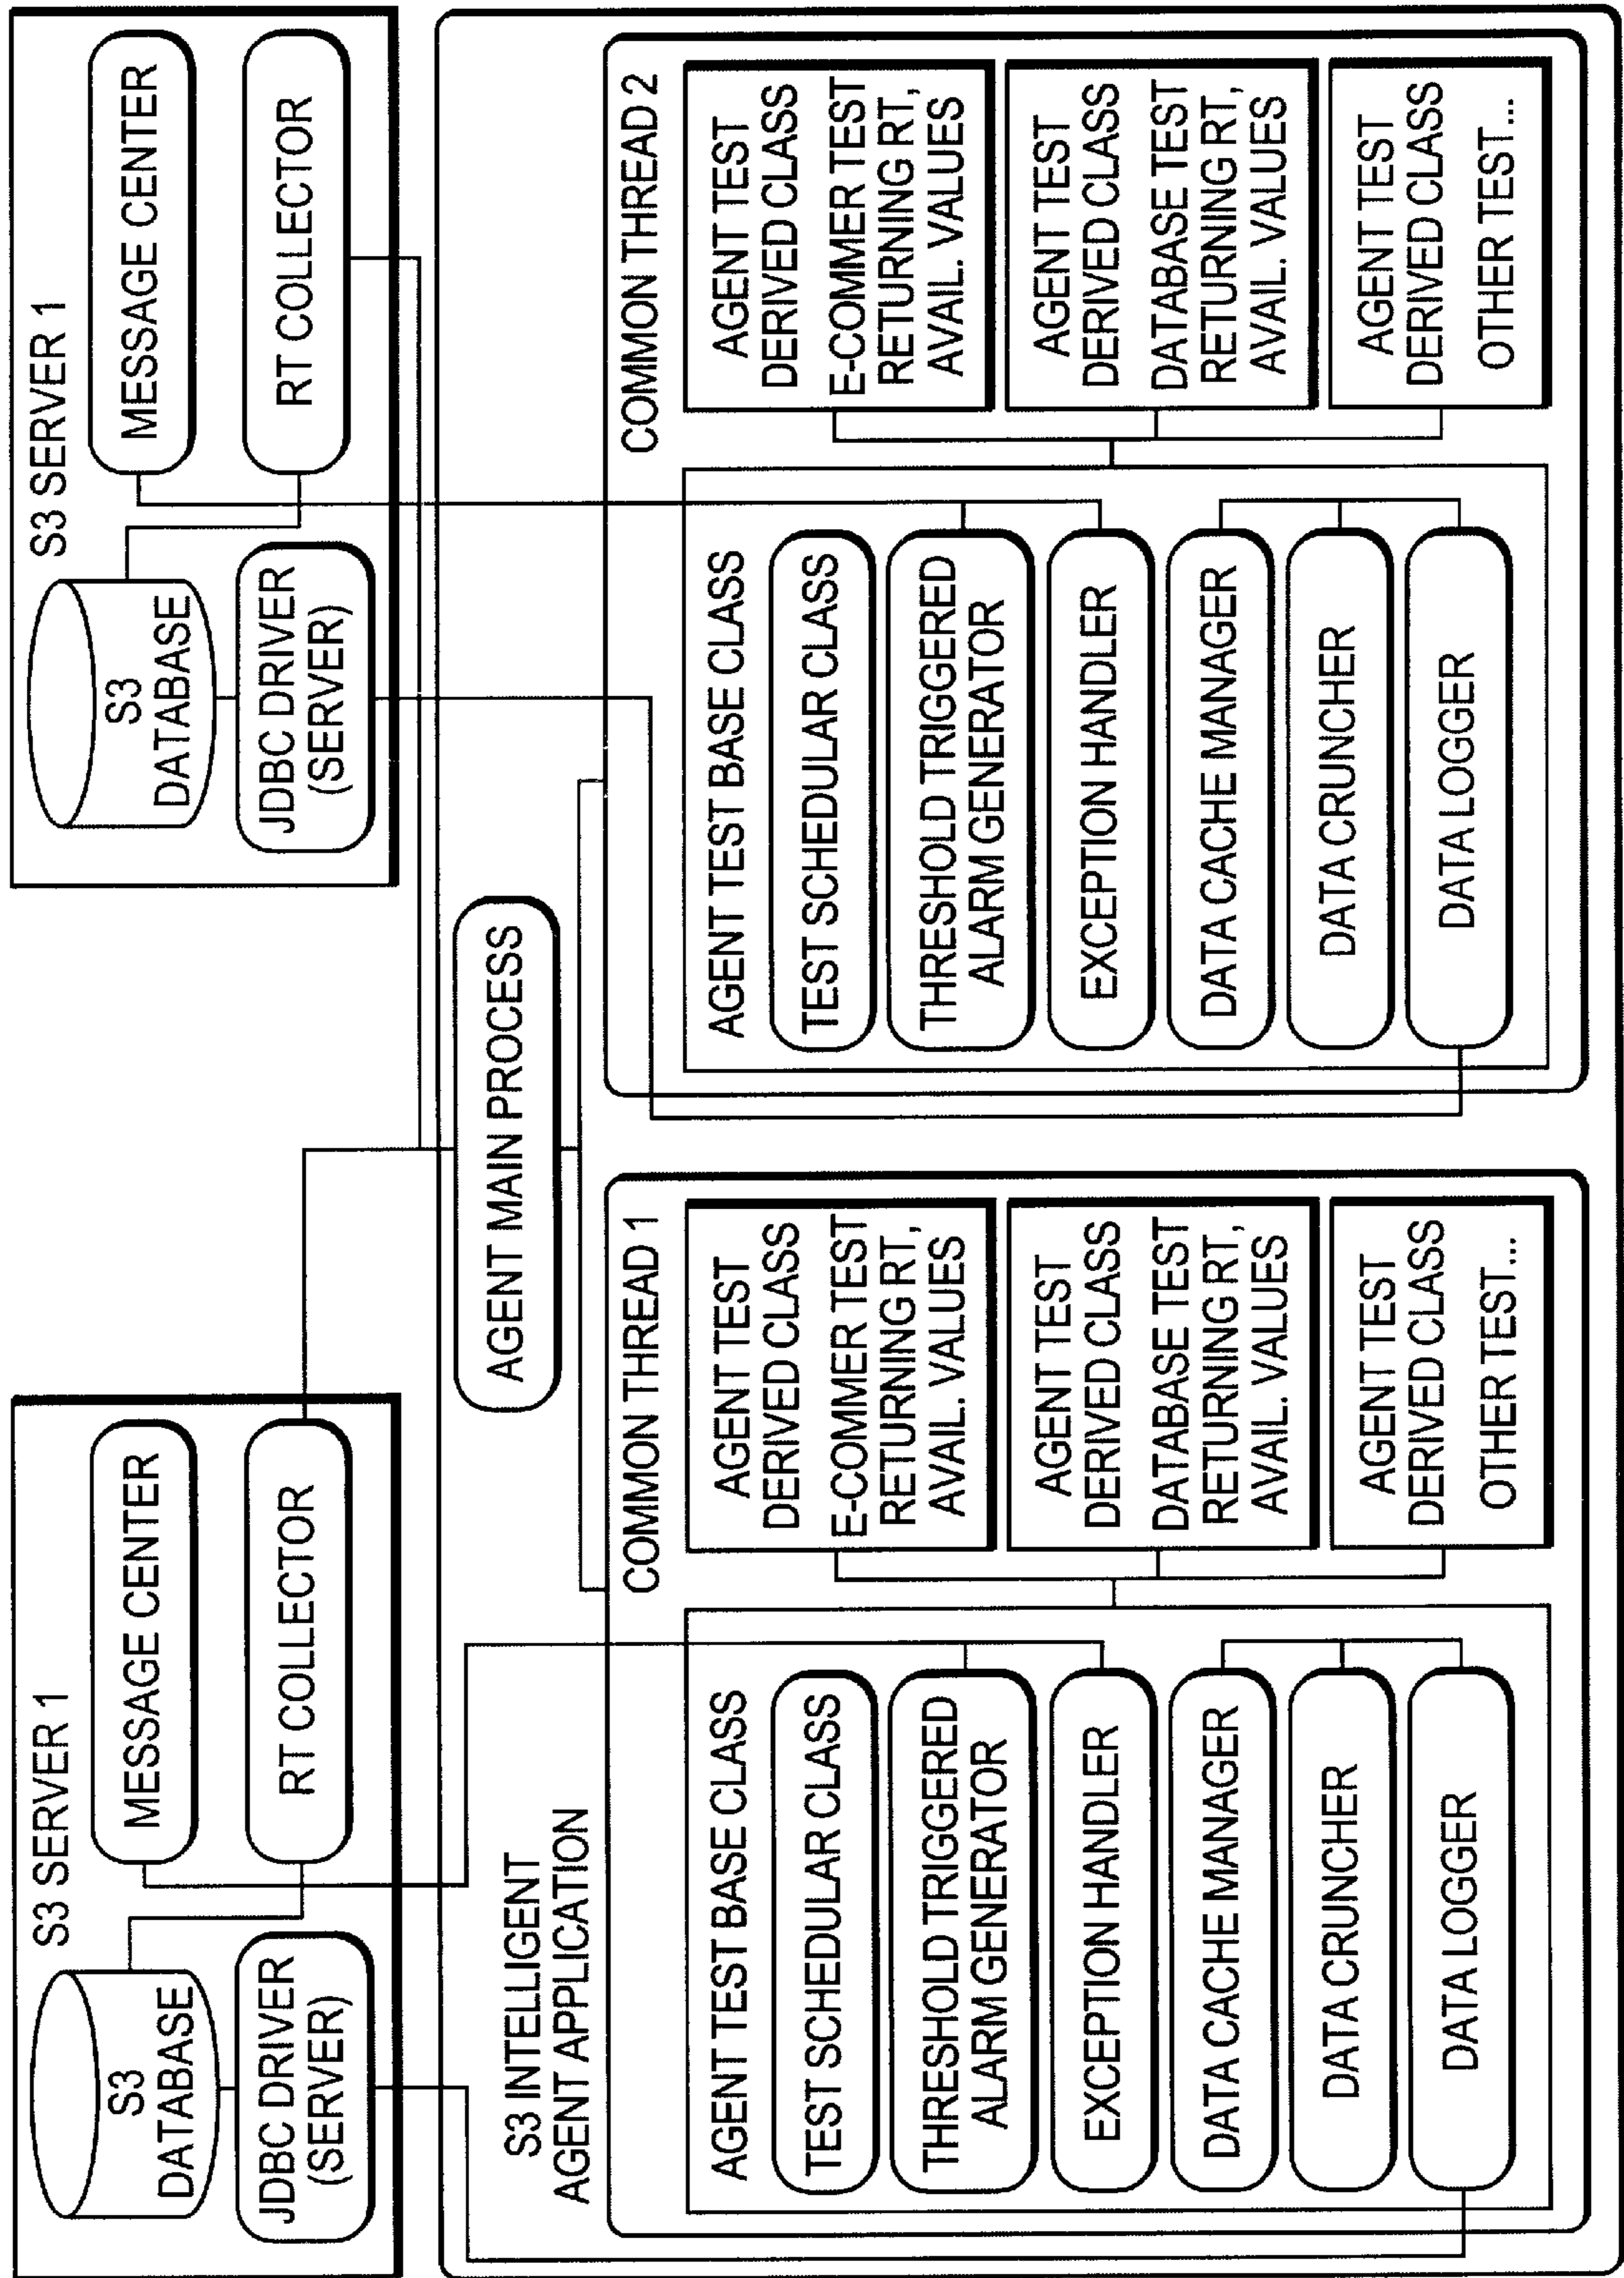 S3 SERVER 1
S3
DATABASE
JDBC DRIVER
(SERVER)
MESSAGE CENTER
RT COLLECTOR
S3 SERVER 1
S3
DATABASE
JDBC DRIVER
(SERVER)
MESSAGE CENTER
RT COLLECTOR
S3 INTELLIGENT
AGENT APPLICATION
AGENT MAIN PROCESS
COMMON THREAD 1
AGENT TEST BASE CLASS
TEST SCHEDULAR CLASS
THRESHOLD TRIGGERED
ALARM GENERATOR
EXCEPTION HANDLER
DATA CACHE MANAGER
DATA CRUNCHER
DATA LOGGER
AGENT TEST
DERIVED CLASS
E-COMMER TEST
RETURNING RT,
AVAIL. VALUES
AGENT TEST
DERIVED CLASS
DATABASE TEST
RETURNING RT,
AVAIL. VALUES
AGENT TEST
DERIVED CLASS
OTHER TEST...
COMMON THREAD 2
AGENT TEST BASE CLASS
TEST SCHEDULAR CLASS
THRESHOLD TRIGGERED
ALARM GENERATOR
EXCEPTION HANDLER
DATA CACHE MANAGER
DATA CRUNCHER
DATA LOGGER
AGENT TEST
DERIVED CLASS
E-COMMER TEST
RETURNING RT,
AVAIL. VALUES
AGENT TEST
DERIVED CLASS
DATABASE TEST
RETURNING RT,
AVAIL. VALUES
AGENT TEST
DERIVED CLASS
OTHER TEST...